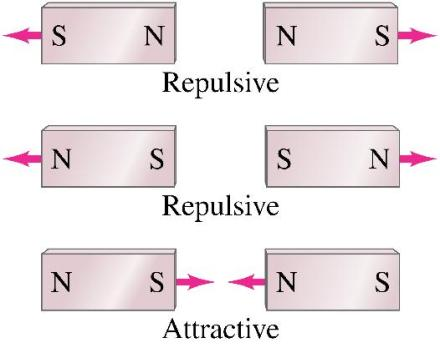 S N N S
Repulsive
N S S N
Repulsive
N S N S
Attractive